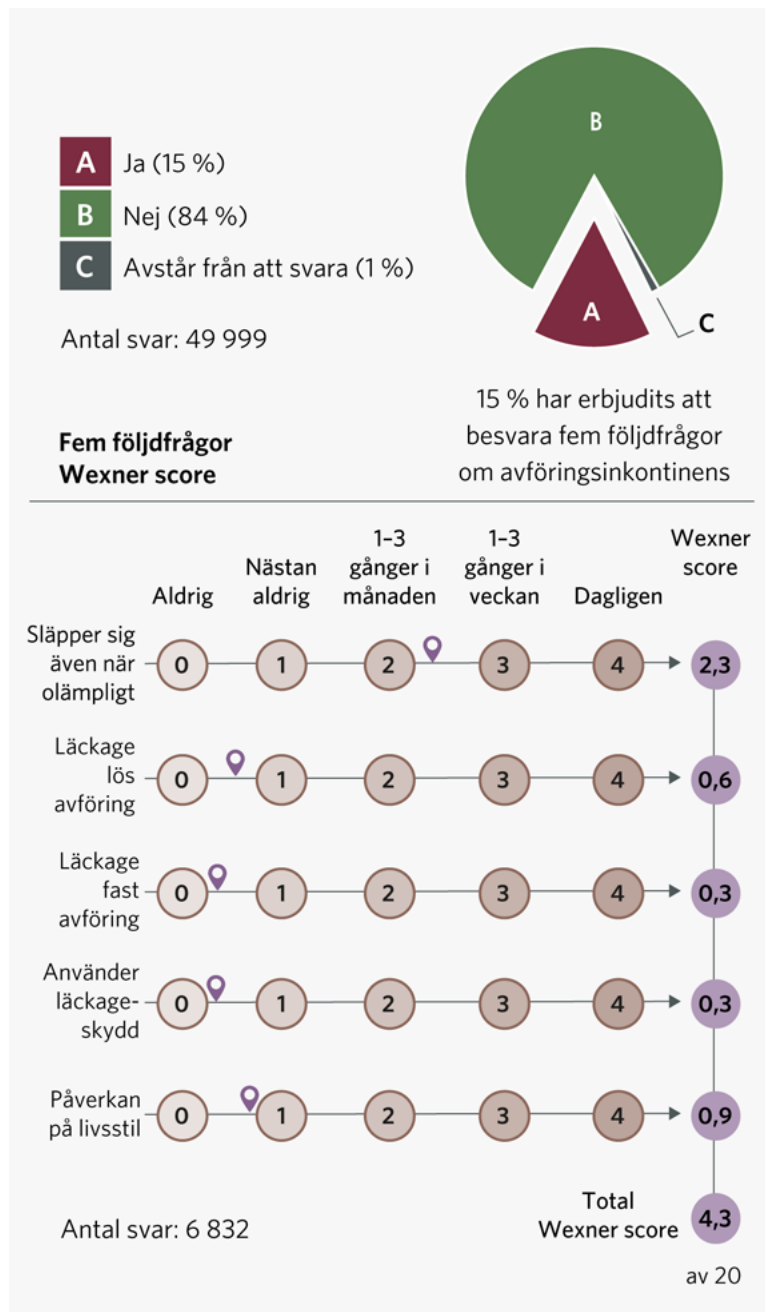 A Ja (15 %)
B Nej (84 %)
C Avstår från att svara (1 %)
Antal svar: 49 999
B
A
C
15 % har erbjudits att
besvara fem följdfrågor
om avföringsinkontinens
Fem följdfrågor
Wexner score
Aldrig
Nästan
aldrig
1–3
gånger i
månaden
1–3
gånger i
veckan
Dagligen
Wexner
score
Släpper sig
även när
olämpligt
0 1 2 3 4 2,3
Läckage
lös
avföring
0 1 2 3 4 0,6
Läckage
fast
avföring
0 1 2 3 4 0,3
Använder
läckage-
skydd
0 1 2 3 4 0,3
Påverkan
på livsstil
0 1 2 3 4 0,9
Antal svar: 6 832
Total
Wexner score
4,3
av 20